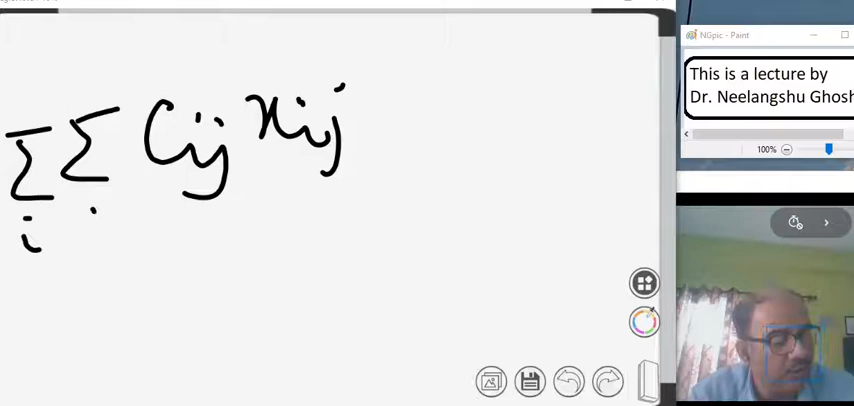 NGpic - Paint
This is a lecture by
Dr. Neelangshu Ghosh
100%
Σ Σ Cij xij
i